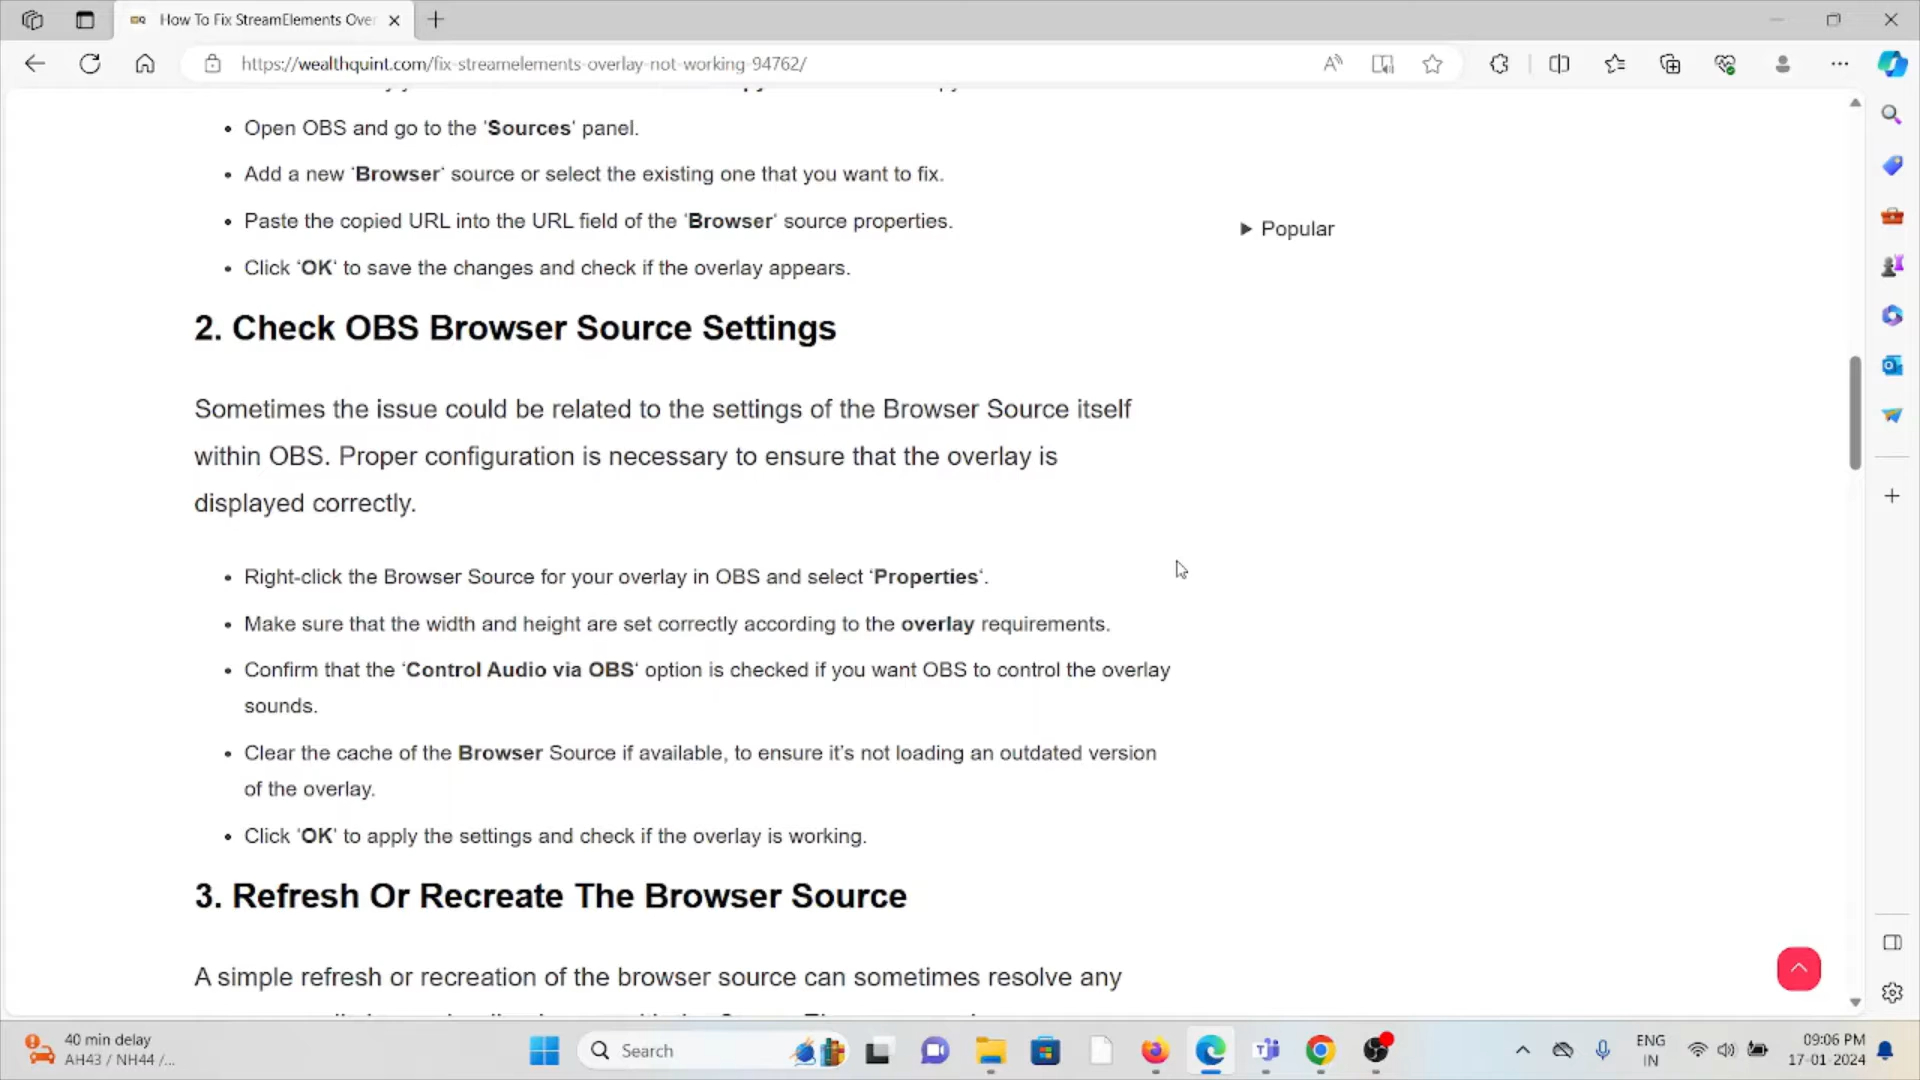 How To Fix StreamElements Over
https://wealthquint.com/fix-streamelements-overlay-not-working-94762/
• Open OBS and go to the ‘Sources‘ panel.
• Add a new ‘Browser‘ source or select the existing one that you want to fix.
• Paste the copied URL into the URL field of the ‘Browser‘ source properties.
▶ Popular
• Click ‘OK‘ to save the changes and check if the overlay appears.
2. Check OBS Browser Source Settings
Sometimes the issue could be related to the settings of the Browser Source itself
within OBS. Proper configuration is necessary to ensure that the overlay is
displayed correctly.
• Right-click the Browser Source for your overlay in OBS and select ‘Properties‘.
• Make sure that the width and height are set correctly according to the overlay requirements.
• Confirm that the ‘Control Audio via OBS‘ option is checked if you want OBS to control the overlay
sounds.
• Clear the cache of the Browser Source if available, to ensure it’s not loading an outdated version
of the overlay.
• Click ‘OK‘ to apply the settings and check if the overlay is working.
3. Refresh Or Recreate The Browser Source
A simple refresh or recreation of the browser source can sometimes resolve any
40 min delay
AH43 / NH44 /...
Search
ENG
IN
09:06 PM
17-01-2024